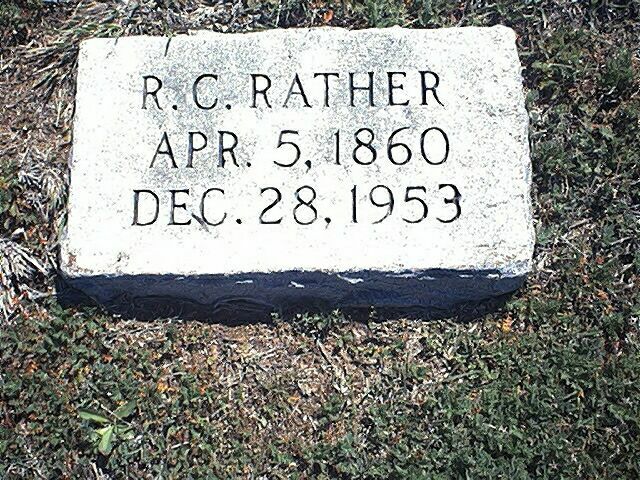 R. C. RATHER
APR. 5, 1860
DEC. 28, 1953